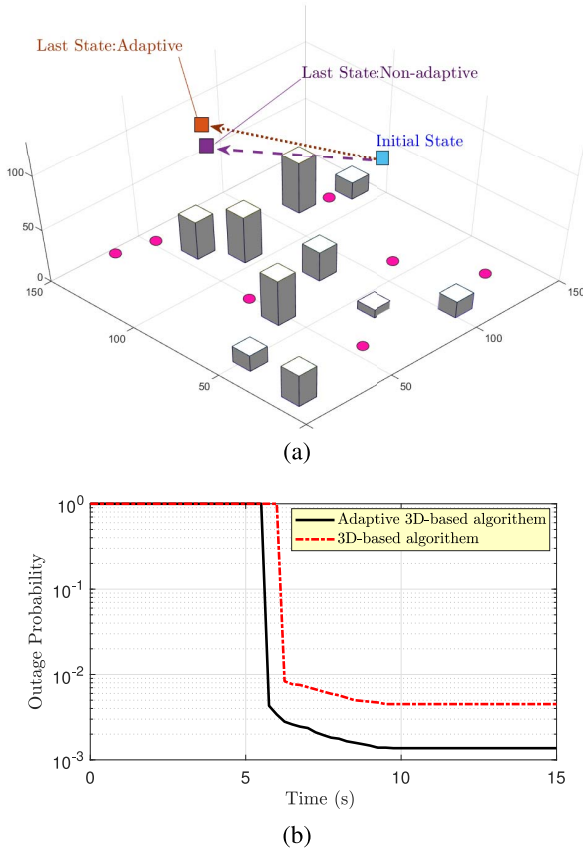 Last State:Adaptive
Last State:Non-adaptive
Initial State
100
50
0
150
100
50
50
100
150
(a)
10^0
10^-1
10^-2
10^-3
Outage Probability
Adaptive 3D-based algorithem
3D-based algorithem
0
5
10
15
Time (s)
(b)